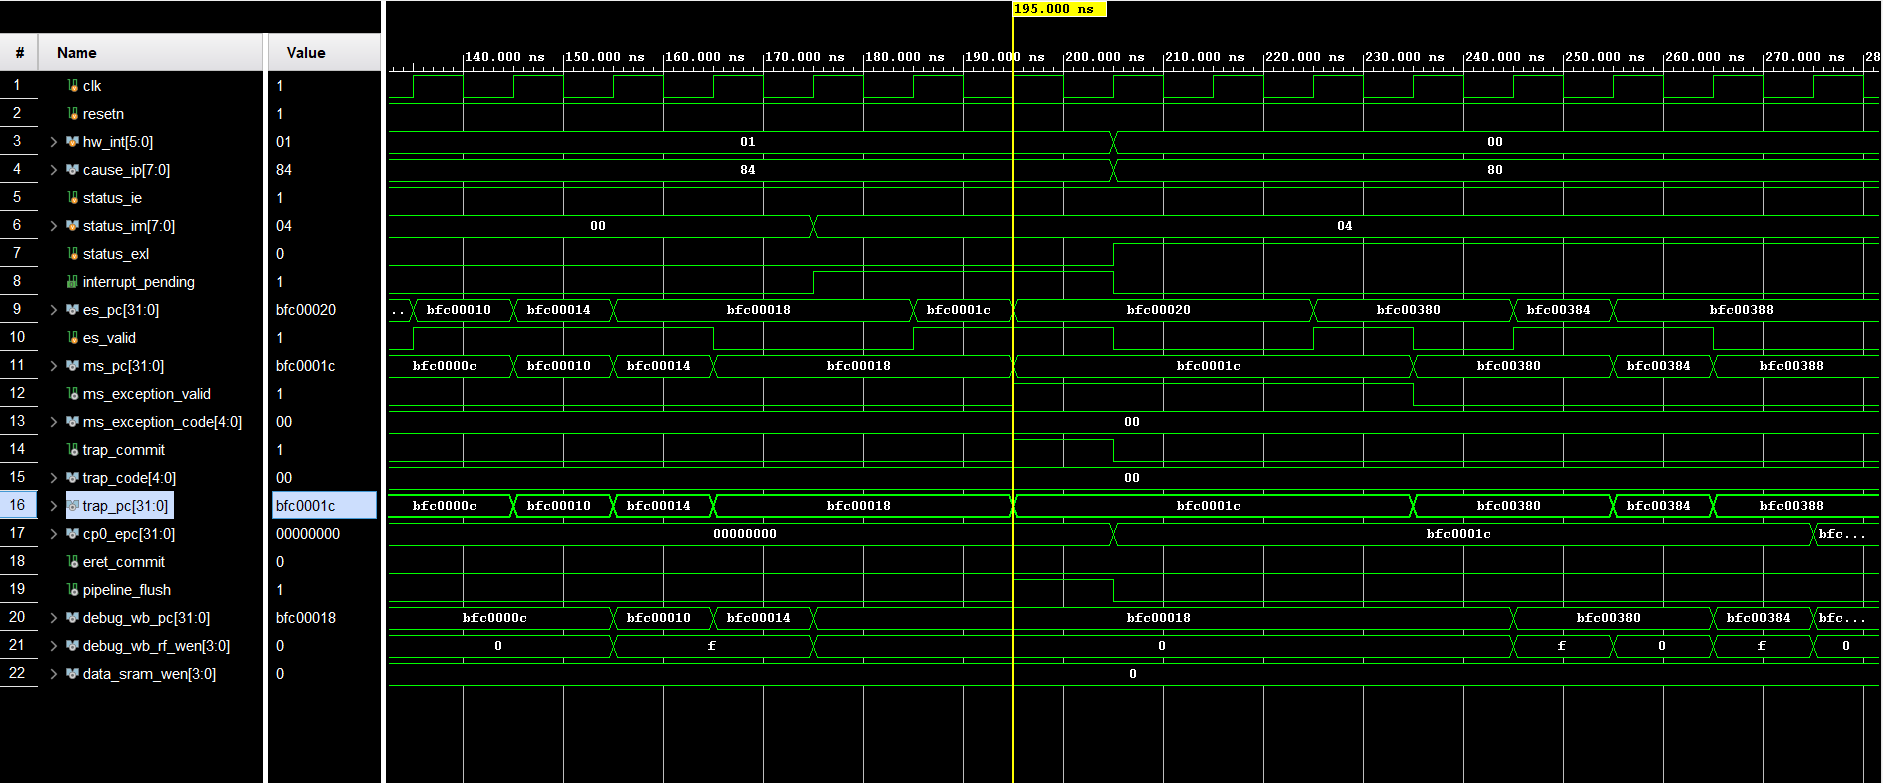 195.000 ns
# Name Value
140.000 ns 150.000 ns 160.000 ns 170.000 ns 180.000 ns 190.000 ns 200.000 ns 210.000 ns 220.000 ns 230.000 ns 240.000 ns 250.000 ns 260.000 ns 270.000 ns 28
1 clk 1
2 resetn 1
3 hw_int[5:0] 01 01 00
4 cause_ip[7:0] 84 84 80
5 status_ie 1
6 status_im[7:0] 04 00 04
7 status_exl 0
8 interrupt_pending 1
9 es_pc[31:0] bfc00020 .. bfc00010 bfc00014 bfc00018 bfc0001c bfc00020 bfc00380 bfc00384 bfc00388
10 es_valid 1
11 ms_pc[31:0] bfc0001c bfc0000c bfc00010 bfc00014 bfc00018 bfc0001c bfc00380 bfc00384 bfc00388
12 ms_exception_valid 1
13 ms_exception_code[4:0] 00 00
14 trap_commit 1
15 trap_code[4:0] 00 00
16 trap_pc[31:0] bfc0001c bfc0000c bfc00010 bfc00014 bfc00018 bfc0001c bfc00380 bfc00384 bfc00388
17 cp0_epc[31:0] 00000000 00000000 bfc0001c bfc...
18 eret_commit 0
19 pipeline_flush 1
20 debug_wb_pc[31:0] bfc00018 bfc0000c bfc00010 bfc00014 bfc00018 bfc00380 bfc00384 bfc...
21 debug_wb_rf_wen[3:0] 0 0 f 0 f 0 f 0
22 data_sram_wen[3:0] 0 0